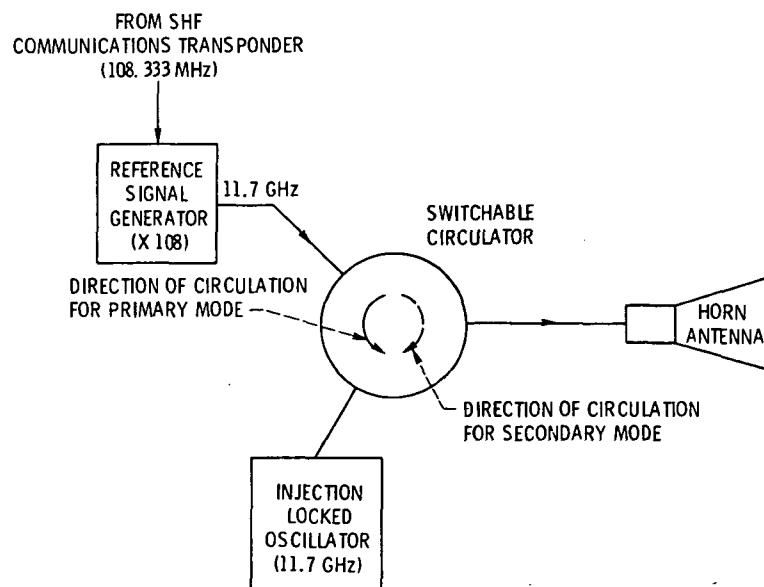 FROM SHF
COMMUNICATIONS TRANSPONDER
(108.333 MHz)
REFERENCE
SIGNAL
GENERATOR
(X 108)
11.7 GHz
SWITCHABLE
CIRCULATOR
DIRECTION OF CIRCULATION
FOR PRIMARY MODE
HORN
ANTENNA
DIRECTION OF CIRCULATION
FOR SECONDARY MODE
INJECTION
LOCKED
OSCILLATOR
(11.7 GHz)